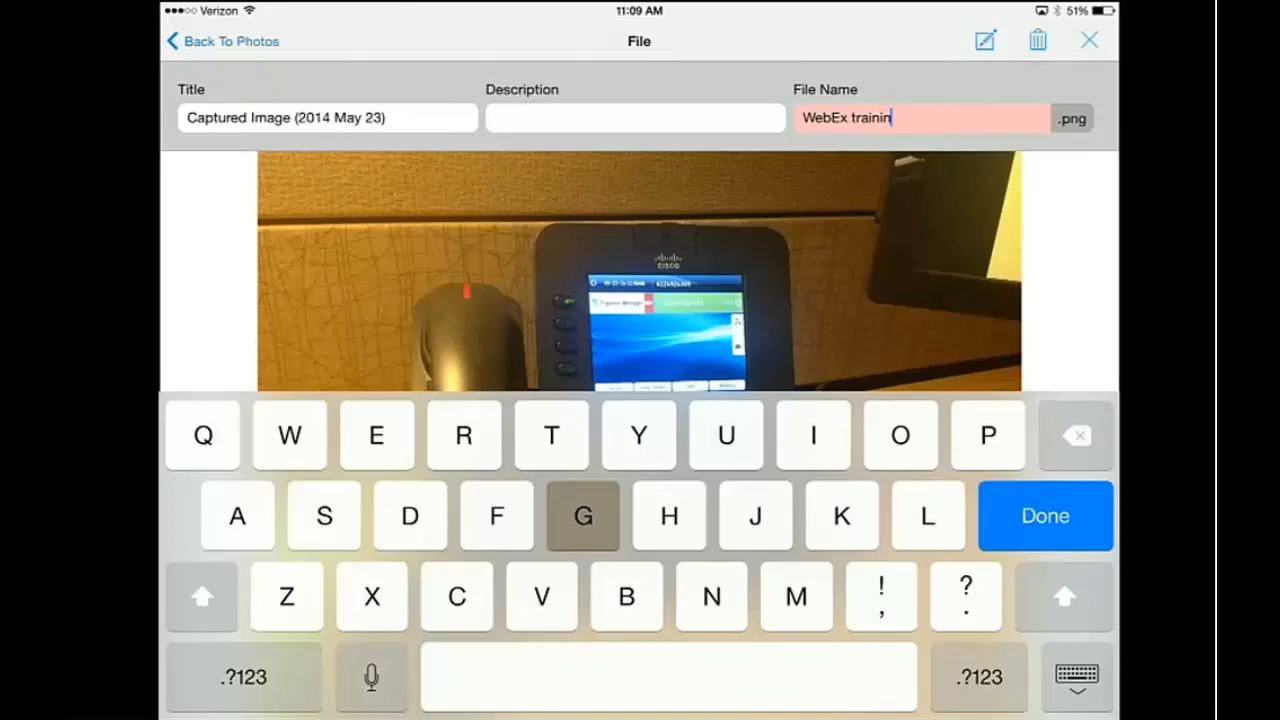 Verizon 11:09 AM 51%
Back To Photos File
Title Description File Name
Captured Image (2014 May 23) WebEx trainin .png
CISCO
Q W E R T Y U I O P
A S D F G H J K L Done
Z X C V B N M ! , ? .
.?123 .?123